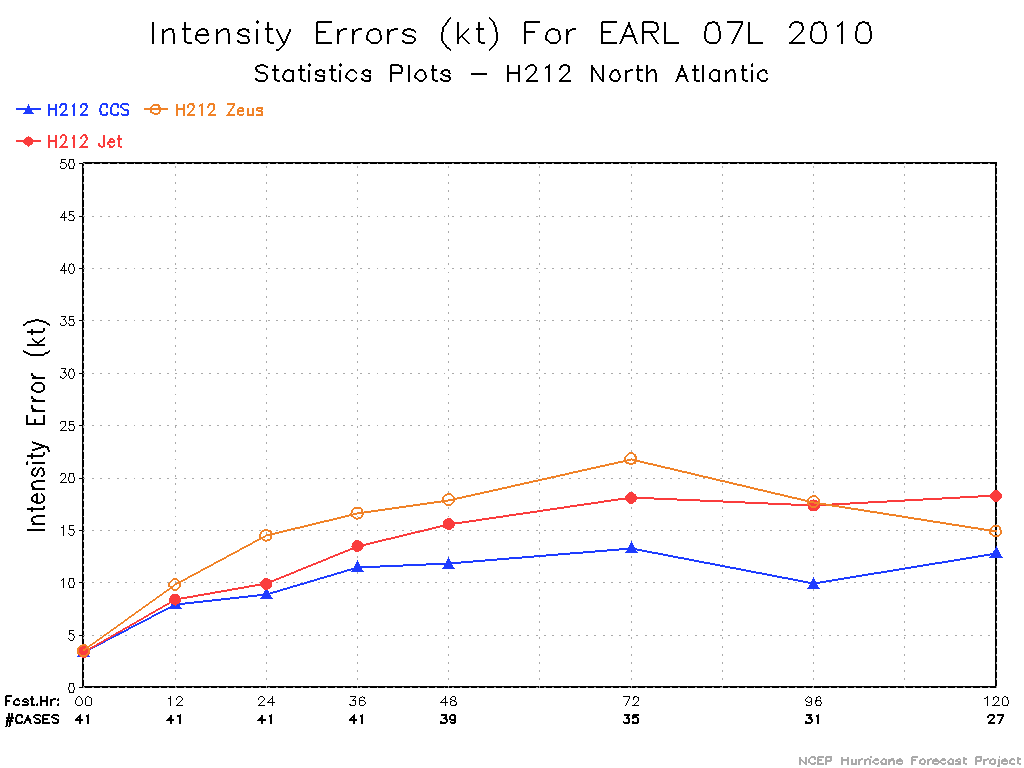 Intensity Errors (kt) For EARL 07L 2010
Statistics Plots – H212 North Atlantic
H212 CCS H212 Zeus
H212 Jet
50
45
40
35
30
25
20
15
10
5
0
Intensity Error (kt)
Fcst.Hr: 00 12 24 36 48 72 96 120
#CASES 41 41 41 41 39 35 31 27
NCEP Hurricane Forecast Project